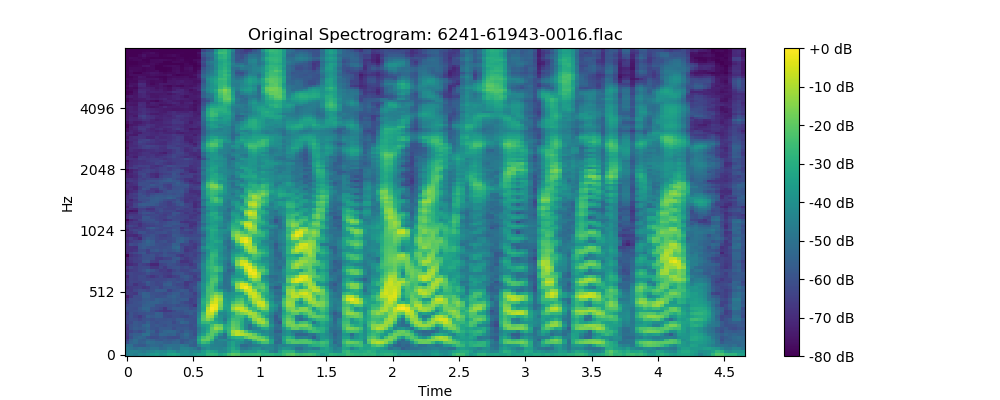 Original Spectrogram: 6241-61943-0016.flac
Hz
4096
2048
1024
512
0
0 0.5 1 1.5 2 2.5 3 3.5 4 4.5
Time
+0 dB
-10 dB
-20 dB
-30 dB
-40 dB
-50 dB
-60 dB
-70 dB
-80 dB